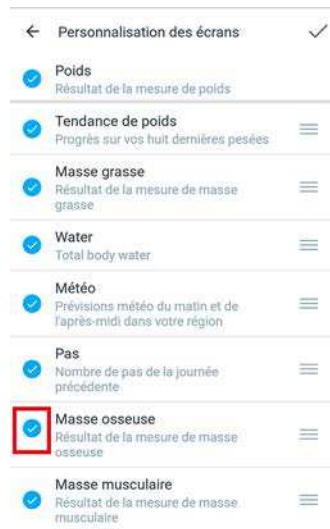 Personnalisation des écrans
Poids
Résultat de la mesure de poids
Tendance de poids
Progrès sur vos huit dernières pesées
Masse grasse
Résultat de la mesure de masse
grasse
Water
Total body water
Météo
Prévisions météo du matin et de
l'après-midi dans votre région
Pas
Nombre de pas de la journée
précédente
Masse osseuse
Résultat de la mesure de masse
osseuse
Masse musculaire
Résultat de la mesure de masse
musculaire